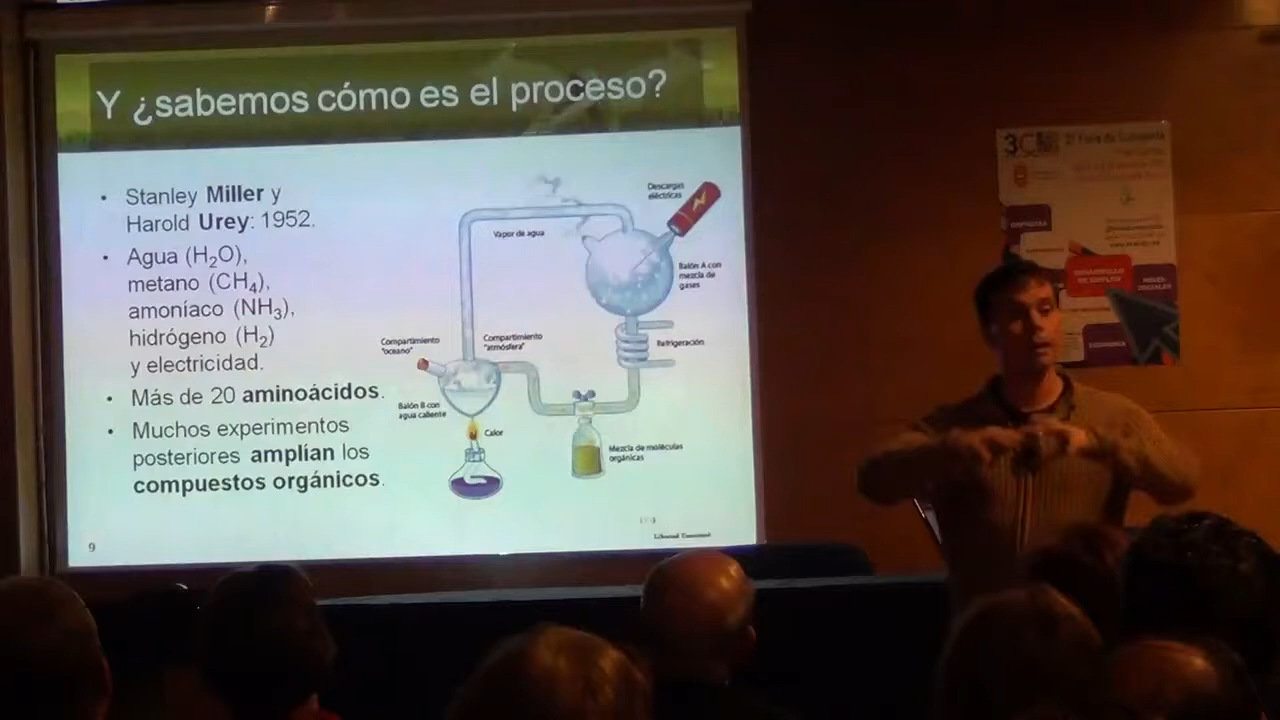 Y ¿sabemos cómo es el proceso?
• Stanley Miller y
Harold Urey: 1952.
• Agua (H₂O),
metano (CH₄),
amoníaco (NH₃),
hidrógeno (H₂)
y electricidad.
• Más de 20 aminoácidos.
• Muchos experimentos
posteriores amplían los
compuestos orgánicos.
Descargas
eléctricas
Vapor de agua
Balón A con
mezcla de
gases
Compartimiento
"océano"
Compartimiento
"atmósfera"
Refrigeración
Balón B con
agua caliente
Calor
Mezcla de moléculas
orgánicas
9
3C
ECONOMÍA